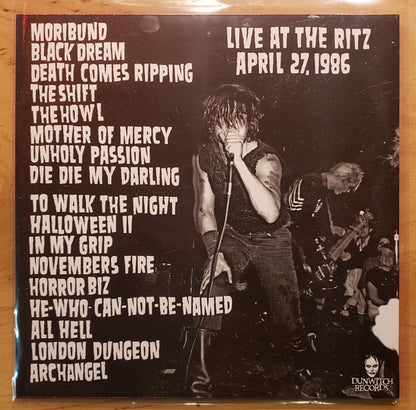 MORIBUND
BLACK DREAM
DEATH COMES RIPPING
THE SHIFT
THE HOWL
MOTHER OF MERCY
UNHOLY PASSION
DIE DIE MY DARLING
TO WALK THE NIGHT
HALLOWEEN II
IN MY GRIP
NOVEMBERS FIRE
HORROR BIZ
HE-WHO-CAN-NOT-BE-NAMED
ALL HELL
LONDON DUNGEON
ARCHANGEL
LIVE AT THE RITZ
APRIL 27, 1986
DUNWITCH
RECORDS